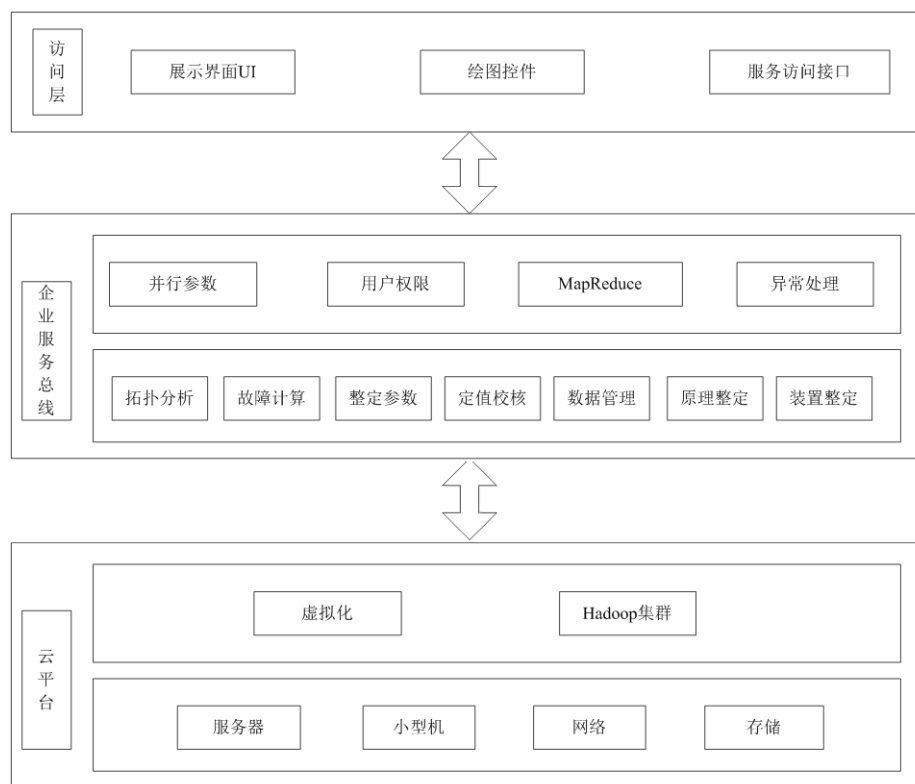 访问层
展示界面UI
绘图控件
服务访问接口
企业服务总线
并行参数
用户权限
MapReduce
异常处理
拓扑分析
故障计算
整定参数
定值校核
数据管理
原理整定
装置整定
云平台
虚拟化
Hadoop集群
服务器
小型机
网络
存储